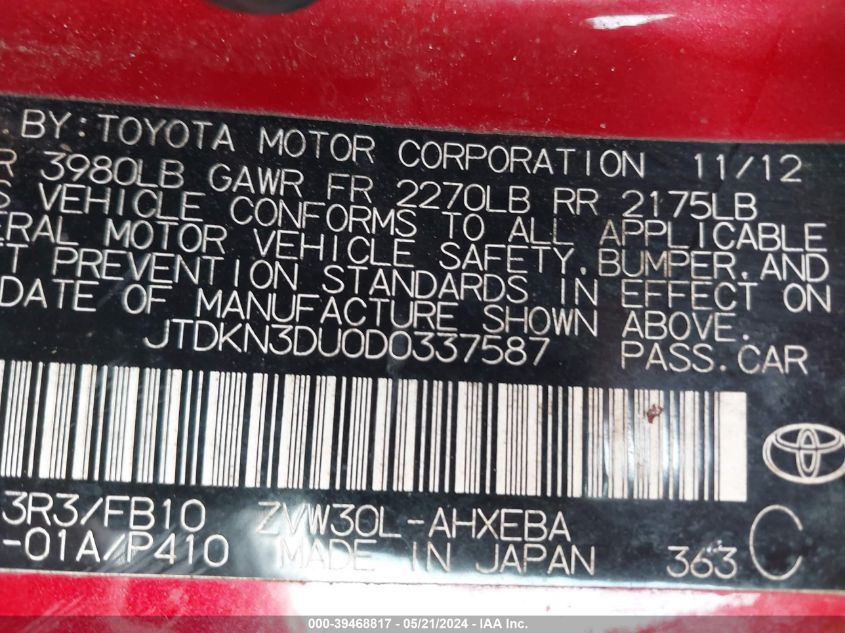 . BY: TOYOTA MOTOR CORPORATION 11/12
R 3980LB GAWR FR 2270LB RR 2175LB
S VEHICLE CONFORMS TO ALL APPLICABLE
ERAL MOTOR VEHICLE SAFETY, BUMPER, AND
T PREVENTION STANDARDS IN EFFECT ON
DATE OF MANUFACTURE SHOWN ABOVE.
JTDKN3DU0D0337587 PASS. CAR
3R3/FB10 ZVW30L-AHXEBA
-01A/P410 MADE IN JAPAN 363 C
000-39468817 - 05/21/2024 - IAAI.COM